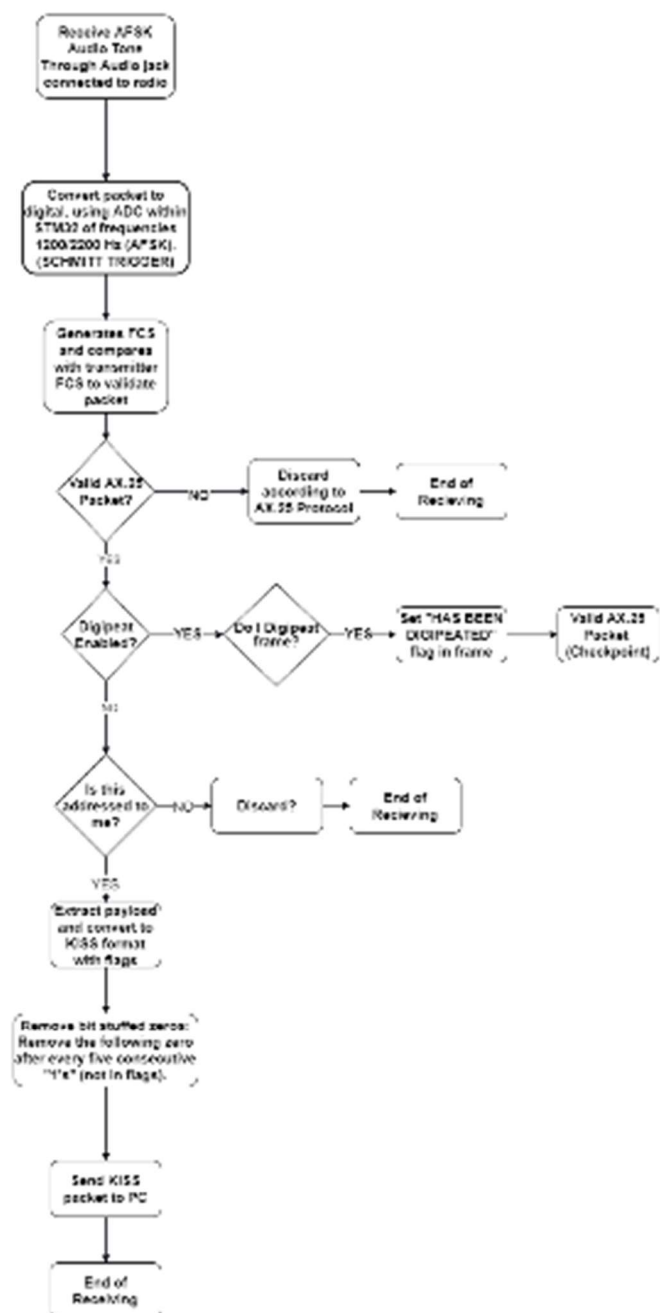 Receive AFSK
Audio Tone
Through Audio jack
connected to radio
Convert packet to
digital, using ADC within
STM32 of frequencies
1200/2200 Hz (AFSK).
(SCHMITT TRIGGER)
Generates FCS
and compares
with transmitter
FCS to validate
packet
Valid AX.25
Packet?
NO
Discard
according to
AX.25 Protocol
End of
Recieving
YES
Digipeat
Enabled?
YES
Do I Digipeat
frame?
YES
Set "HAS BEEN
DIGIPEATED"
flag in frame
Valid AX.25
Packet
(Checkpoint)
NO
Is this
addressed to
me?
NO
Discard?
End of
Recieving
YES
Extract payload
and convert to
KISS format
with flags
Remove bit stuffed zeros:
Remove the following zero
after every five consecutive
"1's" (not in flags).
Send KISS
packet to PC
End of
Receiving